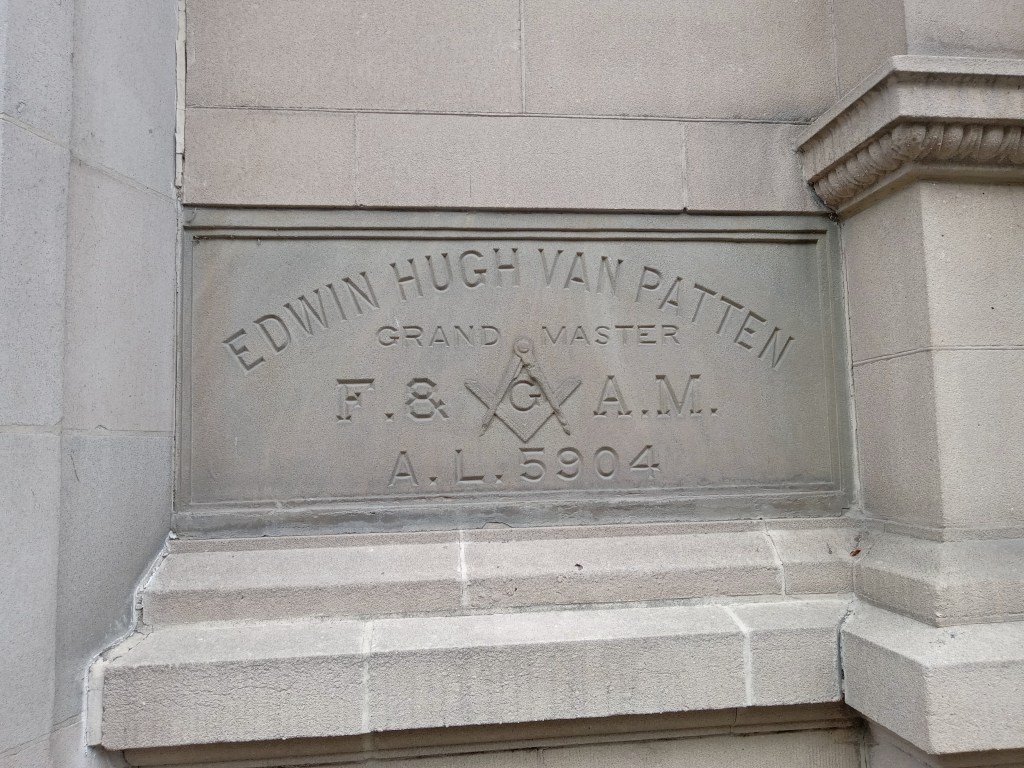 EDWIN HUGH VAN PATTEN
GRAND MASTER
F. & G A.M.
A.L. 5904